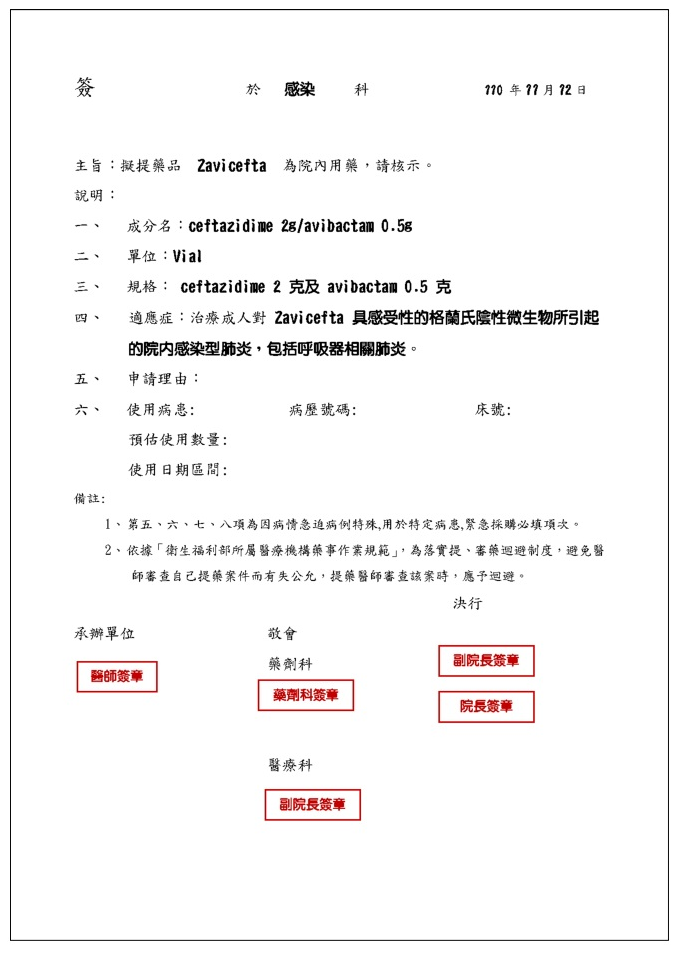 簽 於 感染 科 110 年 11 月 12 日
主旨：擬提藥品 Zavicefta 為院內用藥，請核示。
說明：
一、 成分名：ceftazidime 2g/avibactam 0.5g
二、 單位：Vial
三、 規格： ceftazidime 2 克及 avibactam 0.5 克
四、 適應症：治療成人對 Zavicefta 具感受性的格蘭氏陰性微生物所引起
的院內感染型肺炎，包括呼吸器相關肺炎。
五、 申請理由：
六、 使用病患: 病歷號碼: 床號:
預估使用數量:
使用日期區間:
備註:
1、第五、六、七、八項為因病情急迫病例特殊,用於特定病患,緊急採購必填項次。
2、依據「衛生福利部所屬醫療機構藥事作業規範」，為落實提、審藥迴避制度，避免醫
師審查自己提藥案件而有失公允，提藥醫師審查該案時，應予迴避。
決行
承辦單位 敬會
藥劑科
副院長簽章
醫師簽章
藥劑科簽章
院長簽章
醫療科
副院長簽章